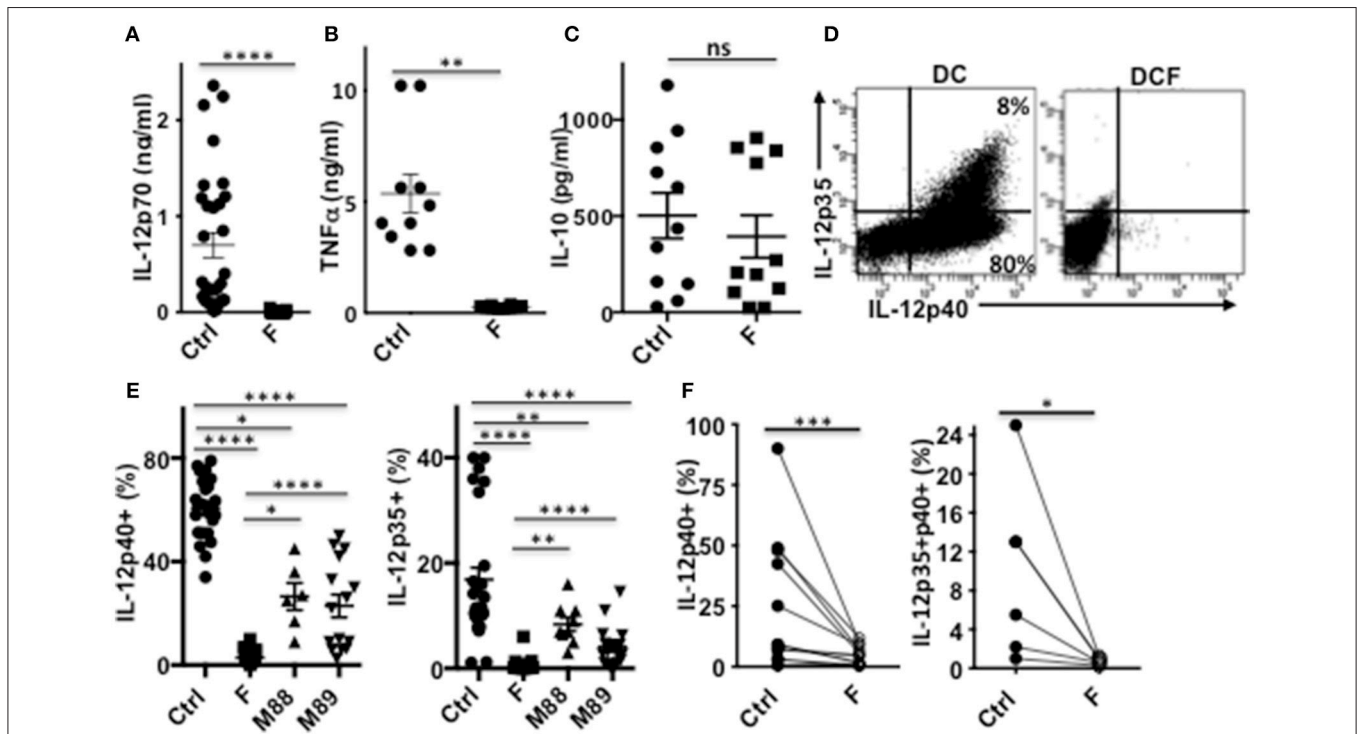 A
****
IL-12p70 (ng/ml)
2
1
0
Ctrl
F
B
**
TNFα (ng/ml)
10
5
0
Ctrl
F
C
ns
IL-10 (pg/ml)
1000
500
0
Ctrl
F
D
DC
DCF
8%
80%
IL-12p35
IL-12p40
E
****
*
****
****
*
IL-12p40+ (%)
80
40
0
Ctrl
F
M88
M89
****
**
****
****
**
IL-12p35+ (%)
40
20
0
Ctrl
F
M88
M89
F
***
IL-12p40+ (%)
100
75
50
25
0
Ctrl
F
*
IL-12p35+p40+ (%)
24
20
16
12
8
4
0
Ctrl
F